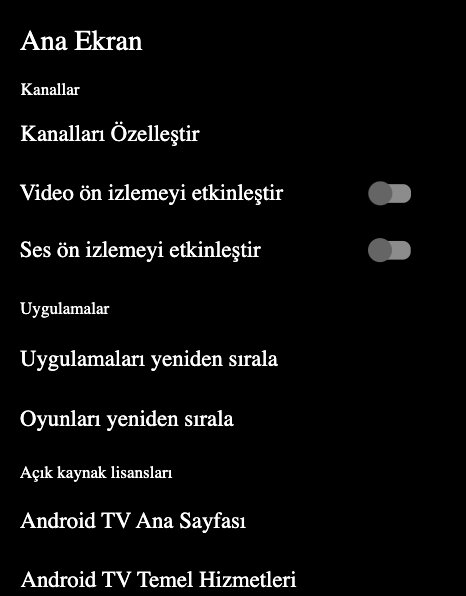 Ana Ekran
Kanallar
Kanalları Özelleştir
Video ön izlemeyi etkinleştir
Ses ön izlemeyi etkinleştir
Uygulamalar
Uygulamaları yeniden sırala
Oyunları yeniden sırala
Açık kaynak lisansları
Android TV Ana Sayfası
Android TV Temel Hizmetleri